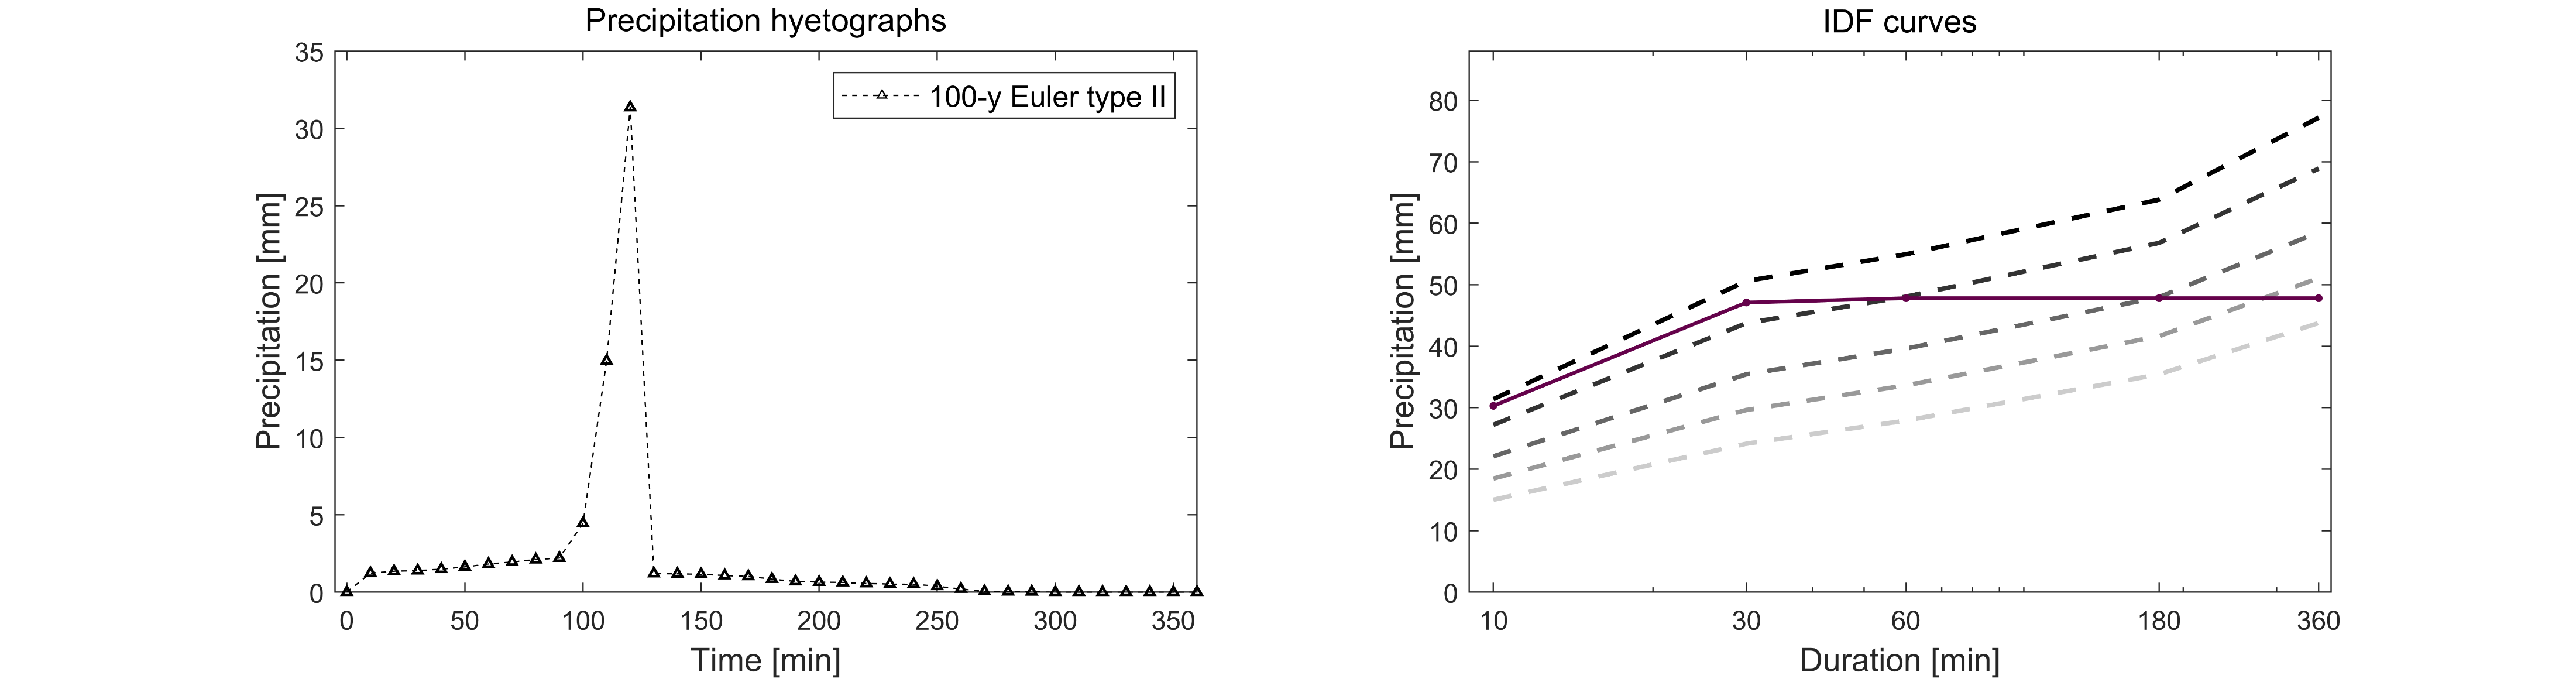 Precipitation hyetographs
35
30
25
20
15
10
5
0
Precipitation [mm]
100-y Euler type II
0 50 100 150 200 250 300 350
Time [min]
IDF curves
80
70
60
50
40
30
20
10
0
Precipitation [mm]
10 30 60 180 360
Duration [min]